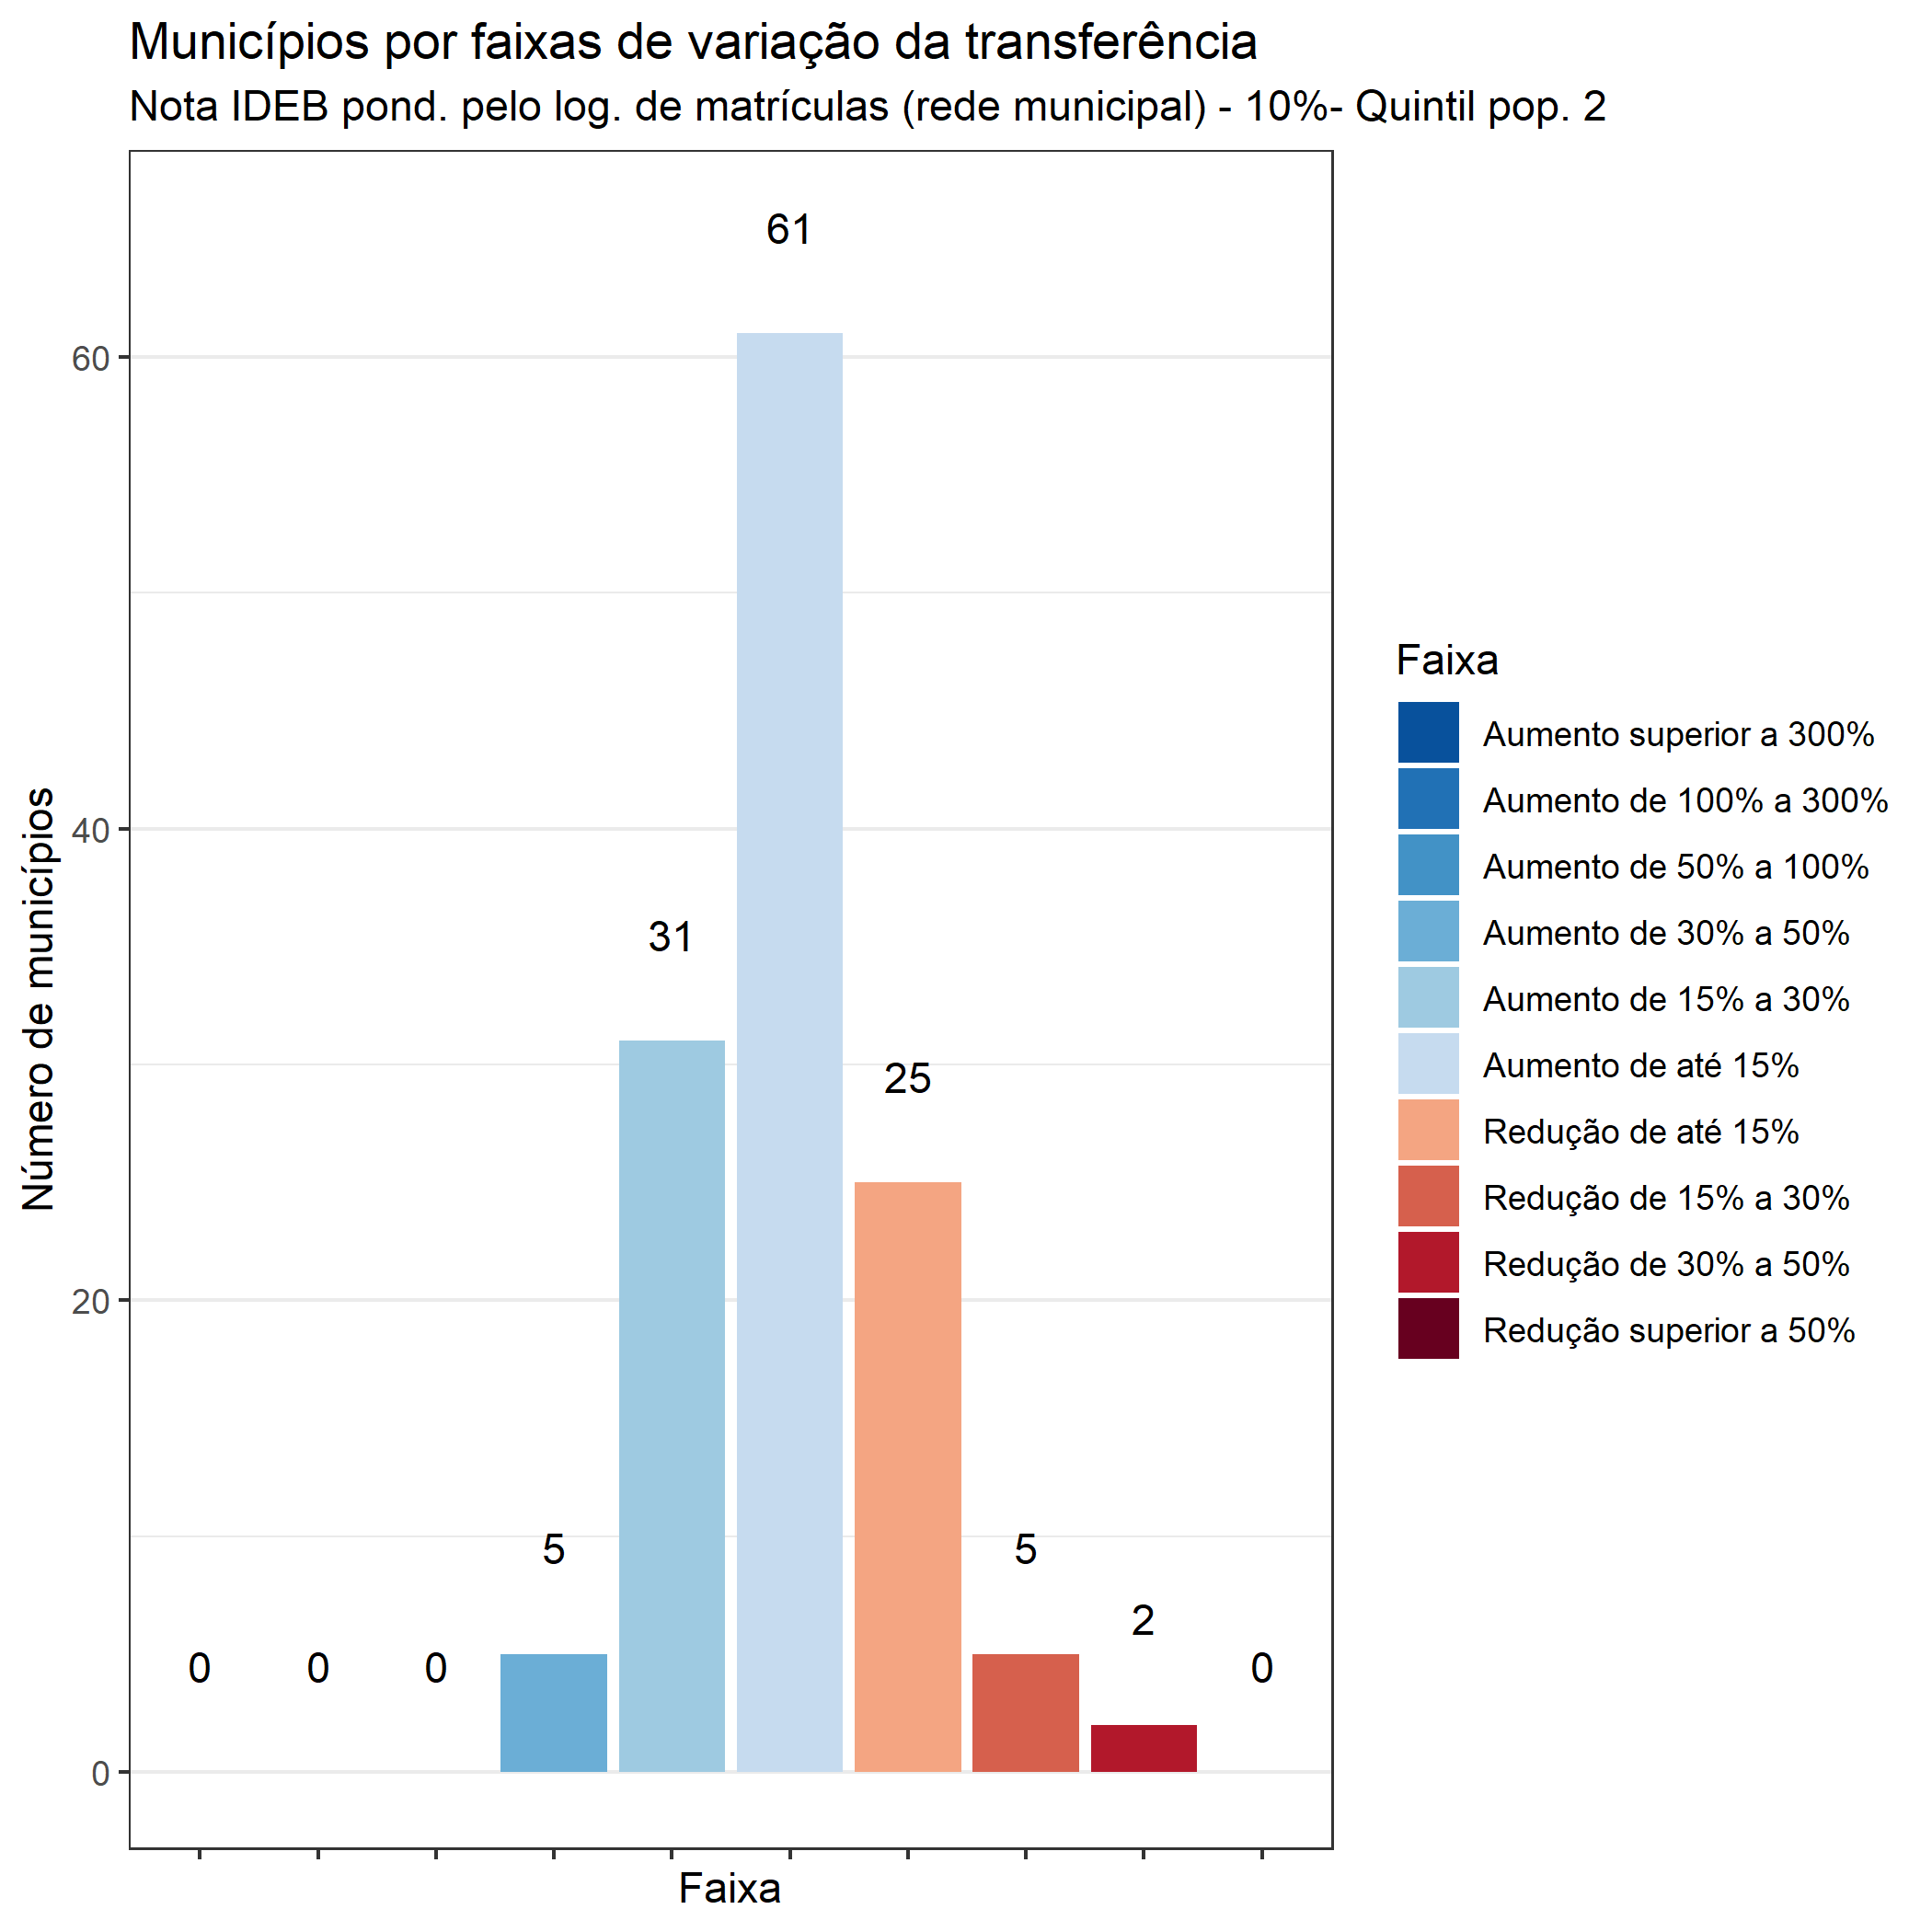 Municípios por faixas de variação da transferência
Nota IDEB pond. pelo log. de matrículas (rede municipal) - 10%- Quintil pop. 2
Número de municípios
60
40
20
0
0
0
0
5
31
61
25
5
2
0
Faixa
Faixa
Aumento superior a 300%
Aumento de 100% a 300%
Aumento de 50% a 100%
Aumento de 30% a 50%
Aumento de 15% a 30%
Aumento de até 15%
Redução de até 15%
Redução de 15% a 30%
Redução de 30% a 50%
Redução superior a 50%